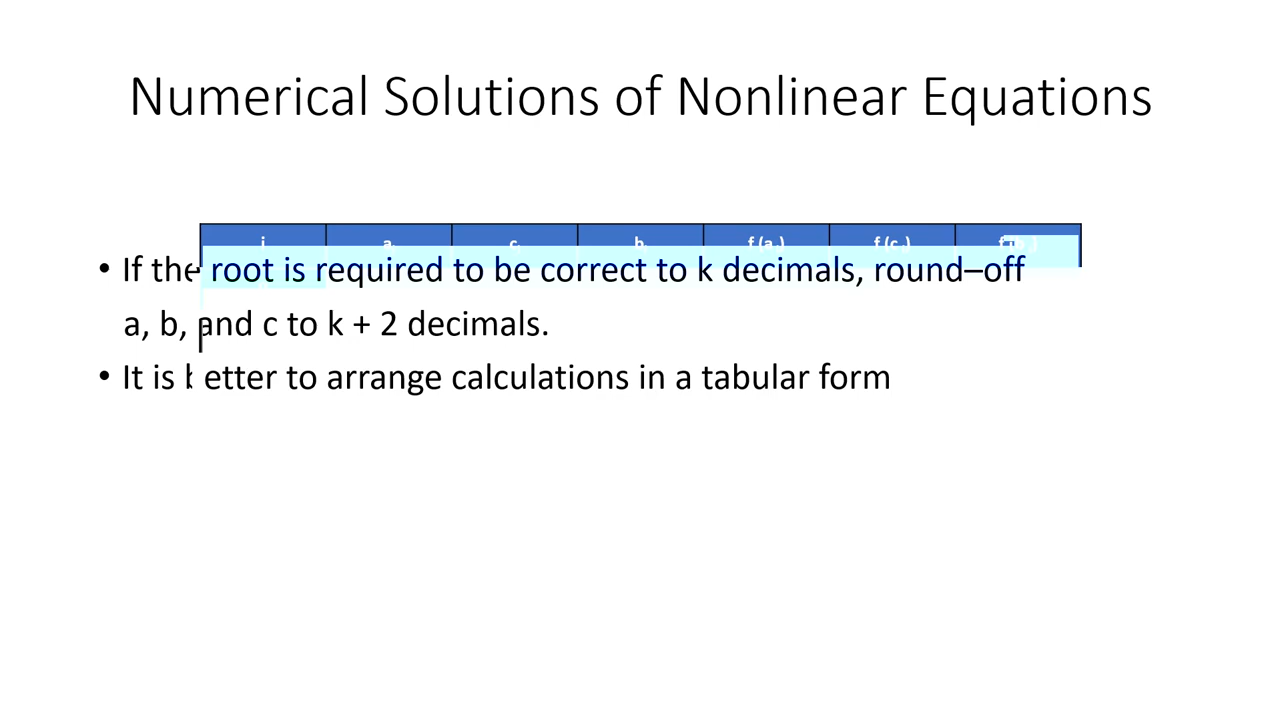 Numerical Solutions of Nonlinear Equations
i a c b f (a ) f (c ) f (b )
• If the root is required to be correct to k decimals, round–off
a, b, and c to k + 2 decimals.
• It is better to arrange calculations in a tabular form